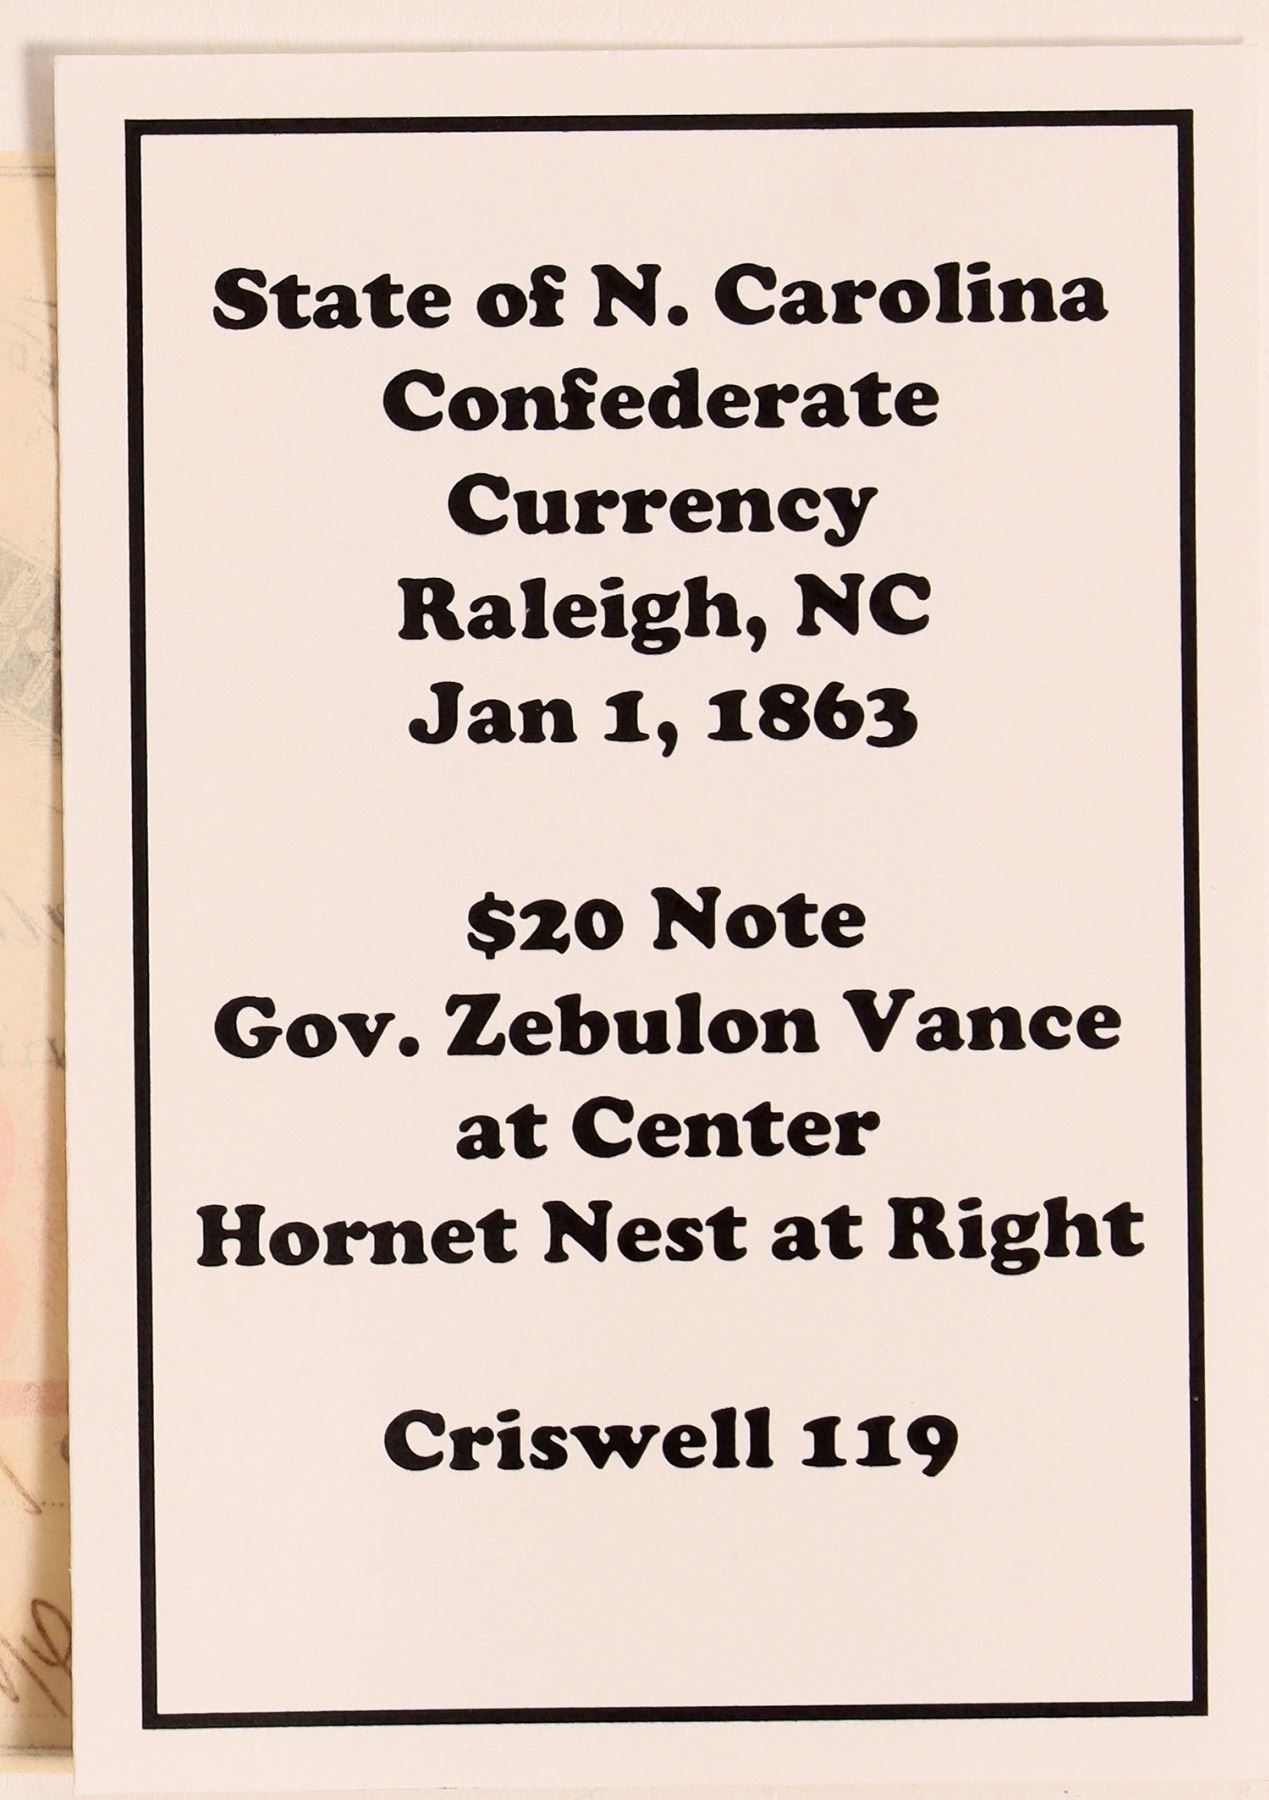 State of N. Carolina
Confederate
Currency
Raleigh, NC
Jan 1, 1863
$20 Note
Gov. Zebulon Vance
at Center
Hornet Nest at Right
Criswell 119